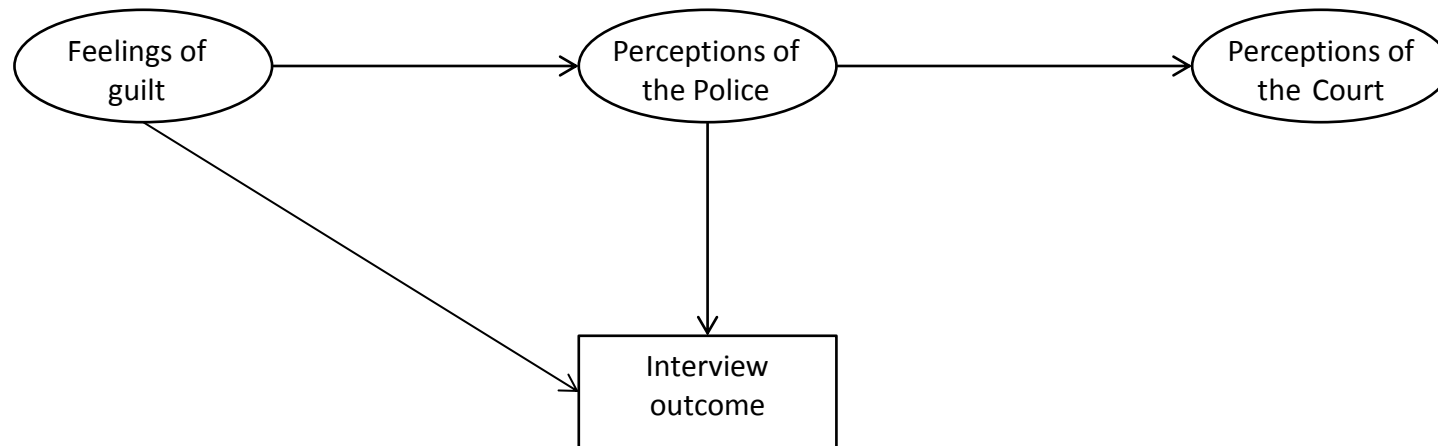 Feelings of
guilt
Perceptions of
the Police
Perceptions of
the Court
Interview
outcome